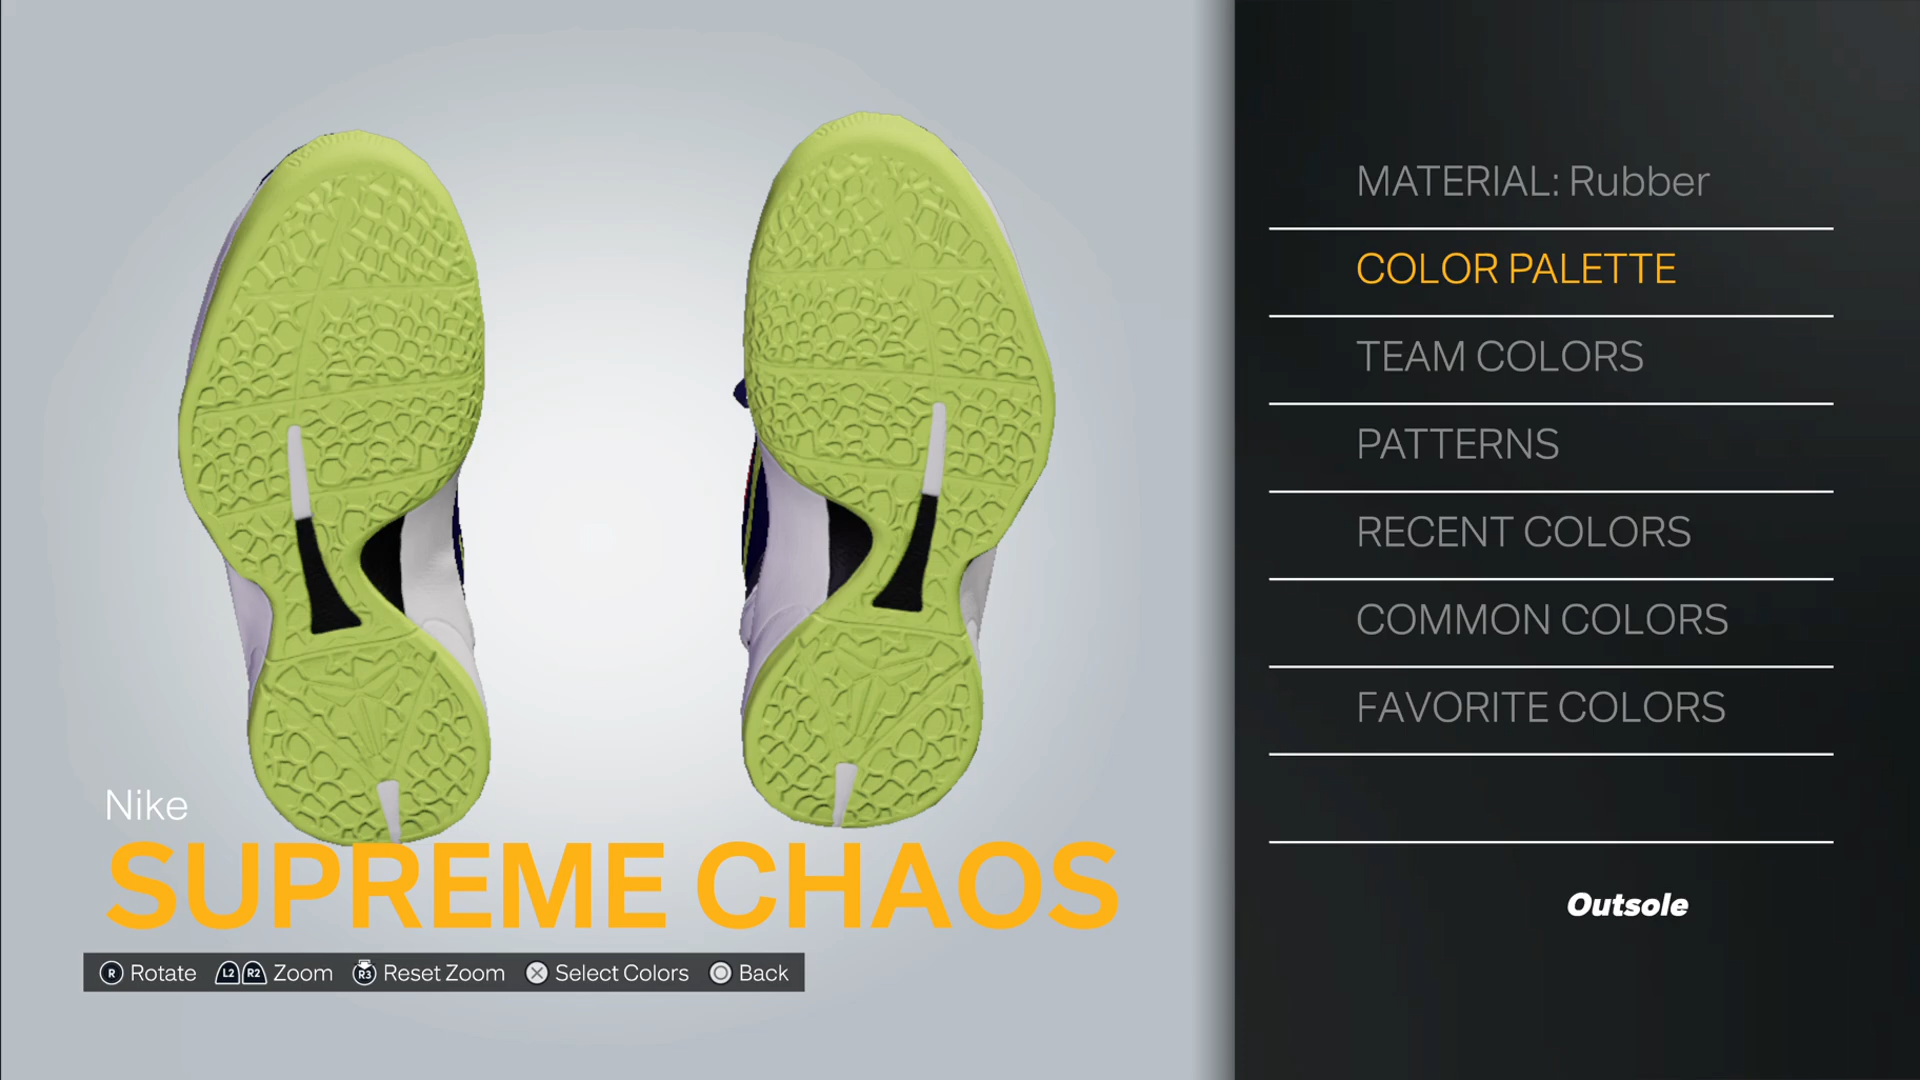 MATERIAL: Rubber
COLOR PALETTE
TEAM COLORS
PATTERNS
RECENT COLORS
COMMON COLORS
FAVORITE COLORS
Outsole
Nike
SUPREME CHAOS
R Rotate L2 R2 Zoom R3 Reset Zoom Select Colors Back